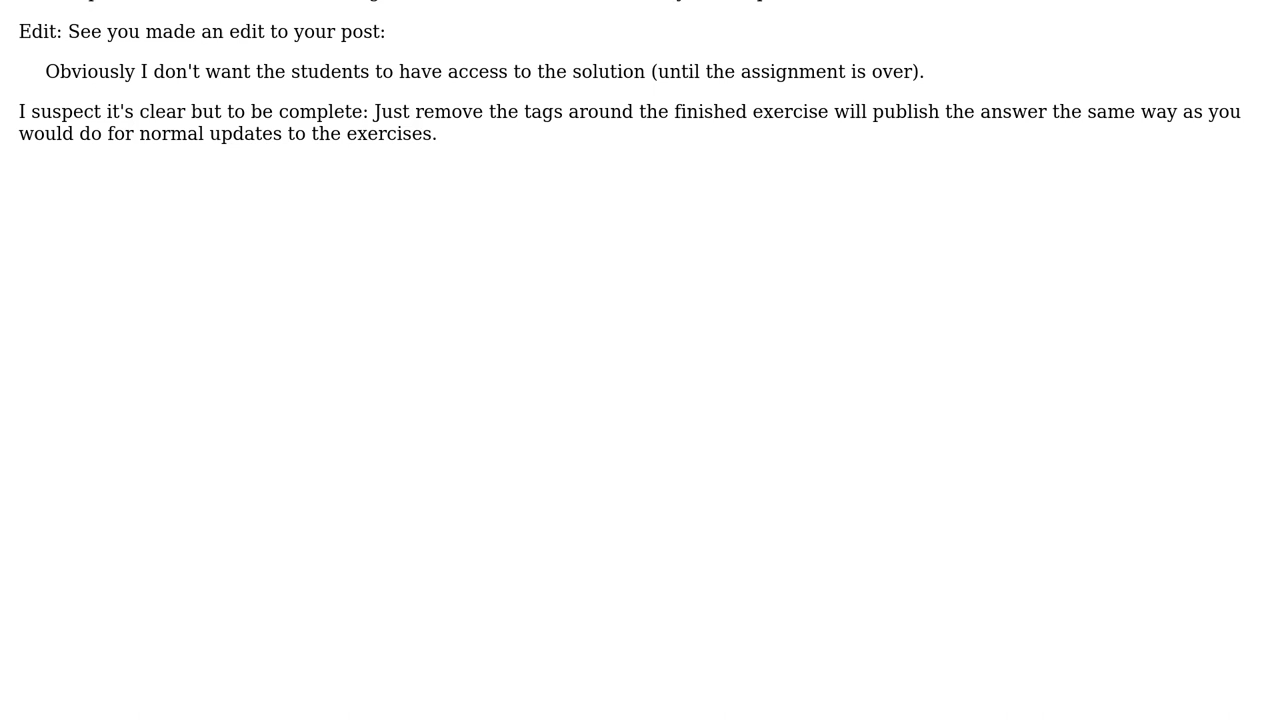 Edit: See you made an edit to your post:
Obviously I don't want the students to have access to the solution (until the assignment is over).
I suspect it's clear but to be complete: Just remove the tags around the finished exercise will publish the answer the same way as you
would do for normal updates to the exercises.